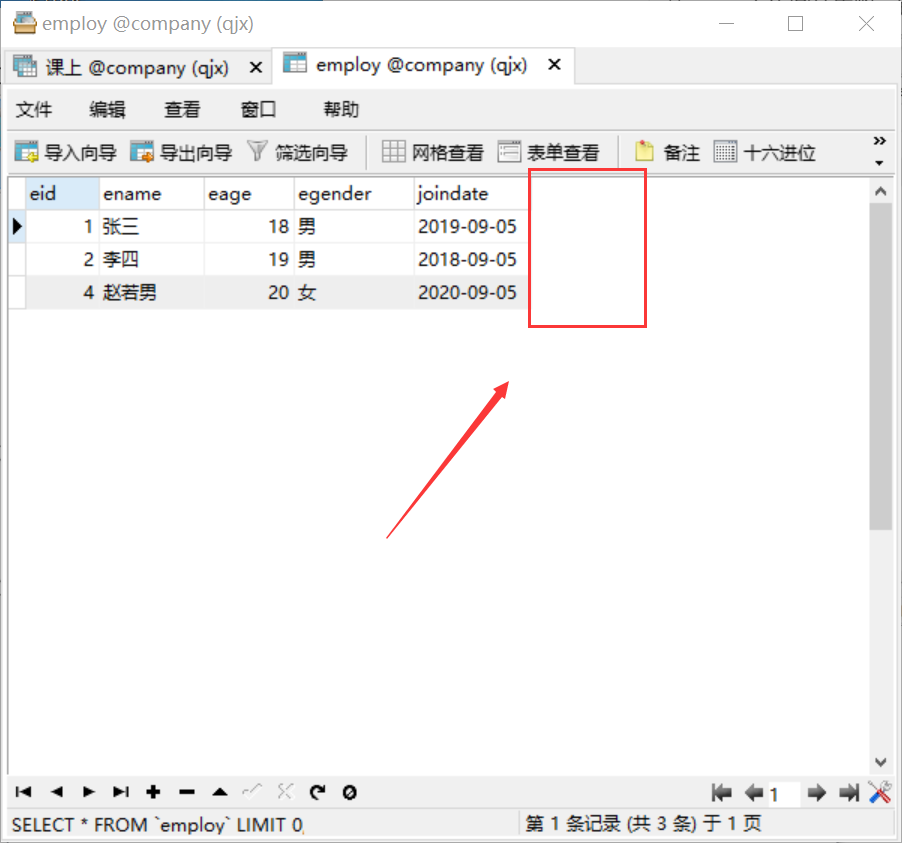 employ @company (qjx)
课上 @company (qjx) employ @company (qjx)
文件 编辑 查看 窗口 帮助
导入向导 导出向导 筛选向导 网格查看 表单查看 备注 十六进位
eid ename eage egender joindate
1 张三 18 男 2019-09-05
2 李四 19 男 2018-09-05
4 赵若男 20 女 2020-09-05
1
SELECT * FROM `employ` LIMIT 0, 第 1 条记录 (共 3 条) 于 1 页